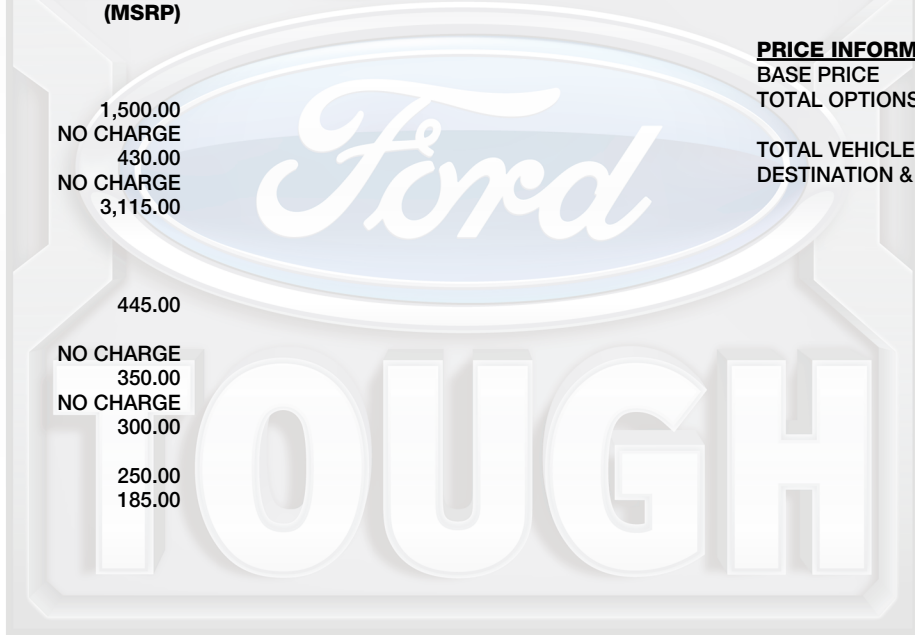 (MSRP)
1,500.00
NO CHARGE
430.00
NO CHARGE
3,115.00
445.00
NO CHARGE
350.00
NO CHARGE
300.00
250.00
185.00
PRICE INFORM
BASE PRICE
TOTAL OPTIONS
TOTAL VEHICLE
DESTINATION &
Ford
TOUGH